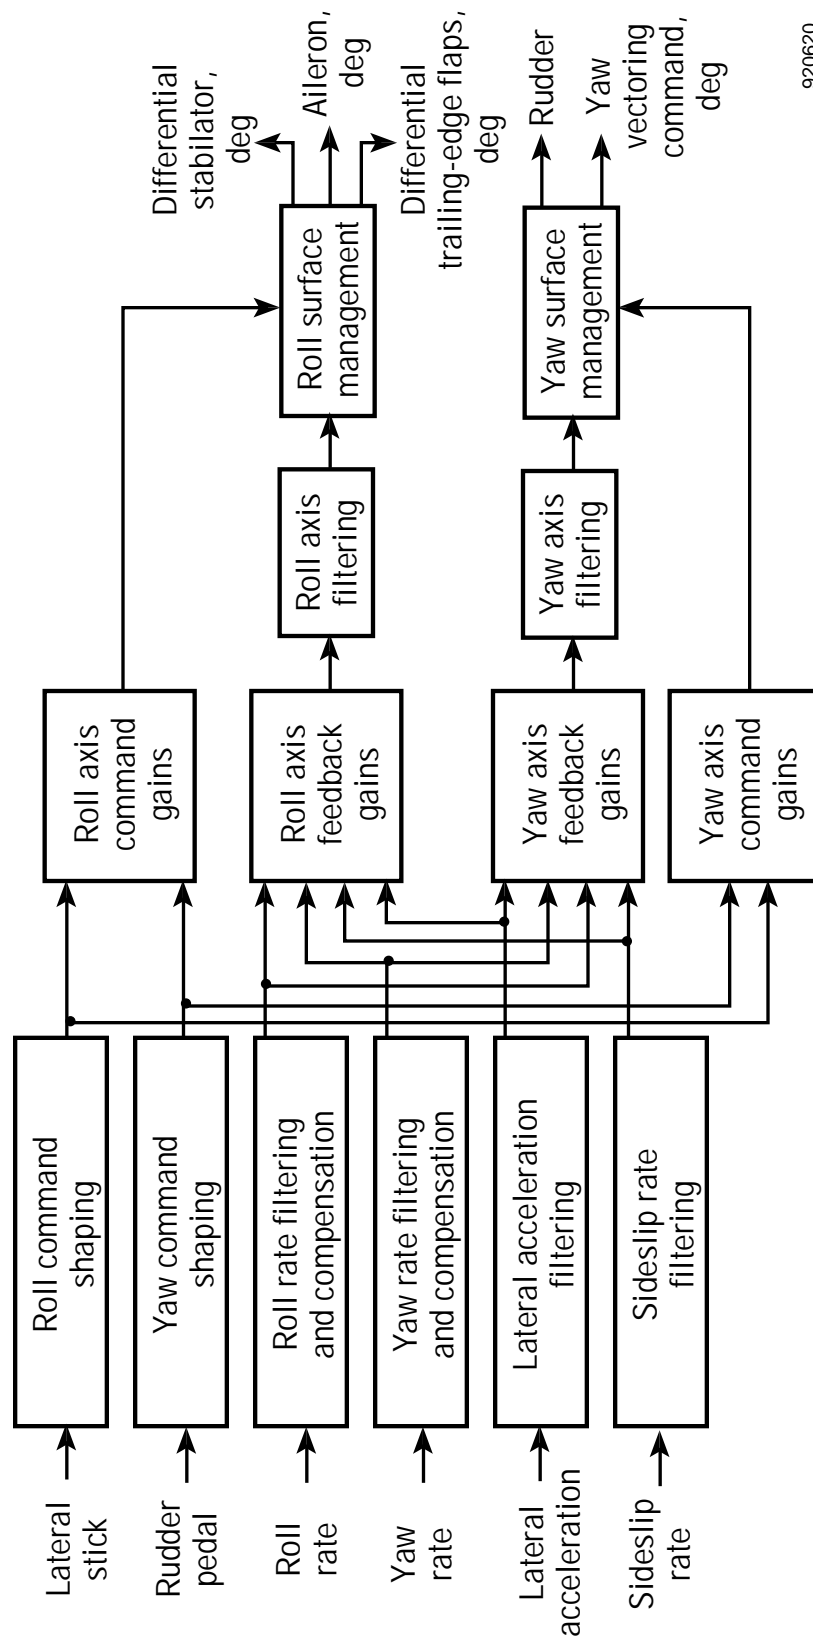 Lateral
stick
Rudder
pedal
Roll
rate
Yaw
rate
Lateral
acceleration
Sideslip
rate
Roll command
shaping
Yaw command
shaping
Roll rate filtering
and compensation
Yaw rate filtering
and compensation
Lateral acceleration
filtering
Sideslip rate
filtering
Roll axis
command
gains
Roll axis
feedback
gains
Yaw axis
feedback
gains
Yaw axis
command
gains
Roll axis
filtering
Yaw axis
filtering
Roll surface
management
Yaw surface
management
Differential
stabilator,
deg
Aileron,
deg
Differential
trailing-edge flaps,
deg
Rudder
Yaw
vectoring
command,
deg
920620